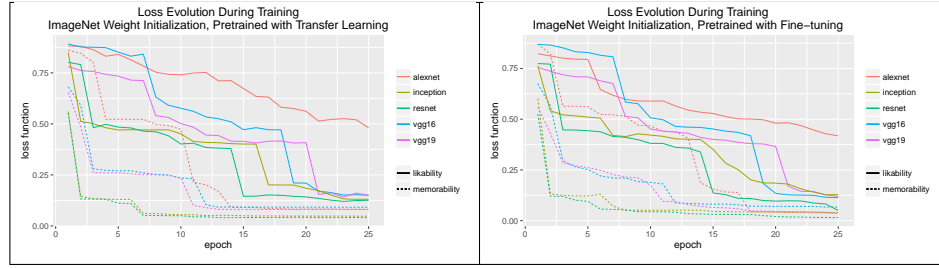 Loss Evolution During Training
ImageNet Weight Initialization, Pretrained with Transfer Learning
loss function
0.75
0.50
0.25
0.00
0
5
10
15
20
25
epoch
alexnet
inception
resnet
vgg16
vgg19
likability
memorability
Loss Evolution During Training
ImageNet Weight Initialization, Pretrained with Fine-tuning
loss function
0.75
0.50
0.25
0.00
0
5
10
15
20
25
epoch
alexnet
inception
resnet
vgg16
vgg19
likability
memorability